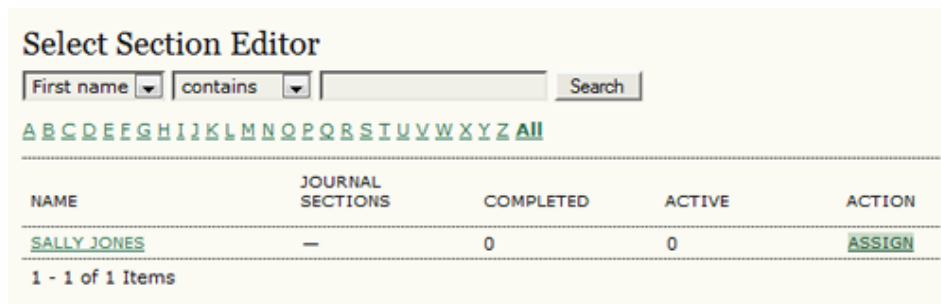 Select Section Editor
First name contains Search
A B C D E F G H I J K L M N O P Q R S T U V W X Y Z All
NAME JOURNAL SECTIONS COMPLETED ACTIVE ACTION
SALLY JONES — 0 0 ASSIGN
1 - 1 of 1 Items